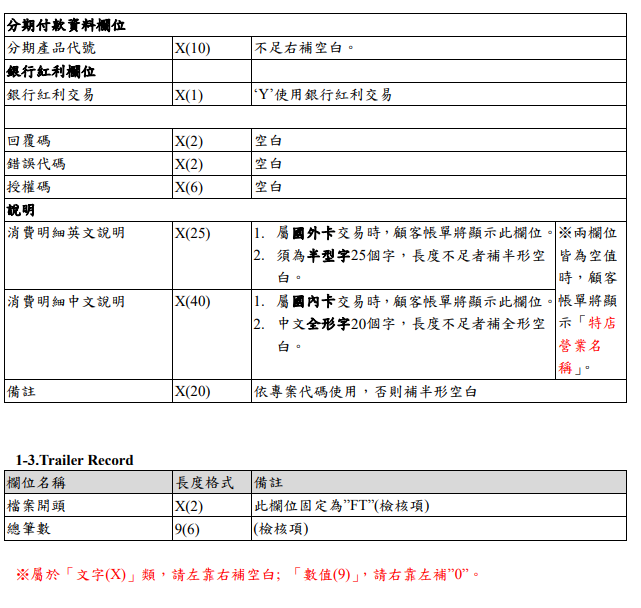 分期付款資料欄位
分期產品代號 X(10) 不足右補空白。
銀行紅利欄位
銀行紅利交易 X(1) ‘Y’使用銀行紅利交易
回覆碼 X(2) 空白
錯誤代碼 X(2) 空白
授權碼 X(6) 空白
說明
消費明細英文說明 X(25) 1. 屬國外卡交易時，顧客帳單將顯示此欄位。
2. 須為半型字25個字，長度不足者補半形空
白。
消費明細中文說明 X(40) 1. 屬國內卡交易時，顧客帳單將顯示此欄位。
2. 中文全形字20個字，長度不足者補全形空
白。
※兩欄位
皆為空值
時，顧客
帳單將顯
示「特店
營業名
稱」。
備註 X(20) 依專案代碼使用，否則補半形空白
1-3.Trailer Record
欄位名稱 長度格式 備註
檔案開頭 X(2) 此欄位固定為”FT”(檢核項)
總筆數 9(6) (檢核項)
※屬於「文字(X)」類，請左靠右補空白; 「數值(9)」，請右靠左補”0”。